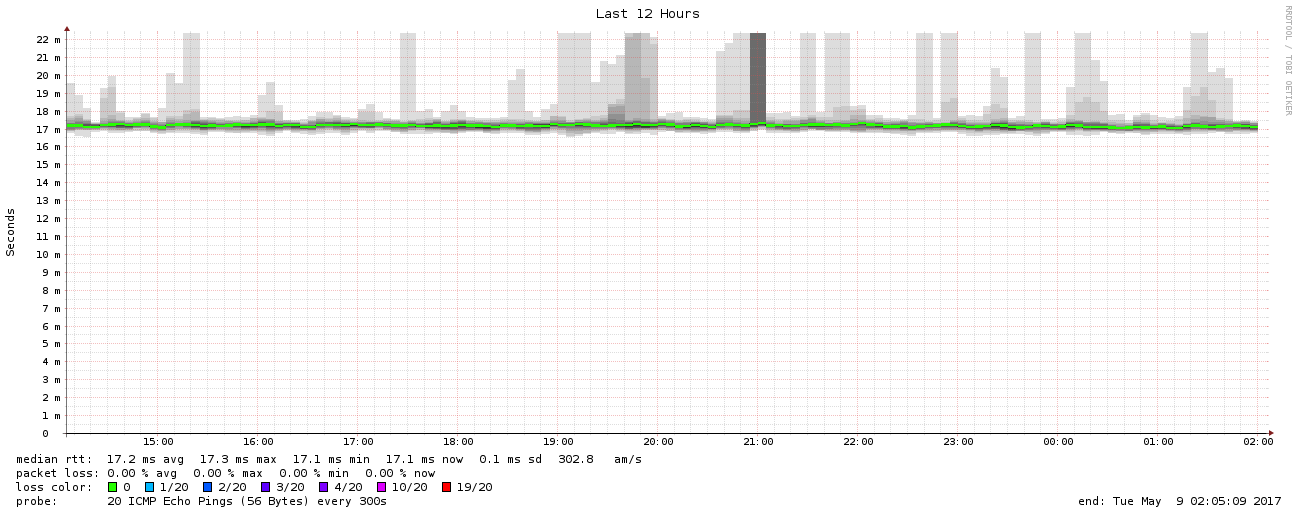 Last 12 Hours
RRDTOOL / TOBI OETIKER
Seconds
22 m
21 m
20 m
19 m
18 m
17 m
16 m
15 m
14 m
13 m
12 m
11 m
10 m
9 m
8 m
7 m
6 m
5 m
4 m
3 m
2 m
1 m
0
15:00 16:00 17:00 18:00 19:00 20:00 21:00 22:00 23:00 00:00 01:00 02:00
median rtt: 17.2 ms avg 17.3 ms max 17.1 ms min 17.1 ms now 0.1 ms sd 302.8 am/s
packet loss: 0.00 % avg 0.00 % max 0.00 % min 0.00 % now
loss color: 0 1/20 2/20 3/20 4/20 10/20 19/20
probe: 20 ICMP Echo Pings (56 Bytes) every 300s end: Tue May 9 02:05:09 2017